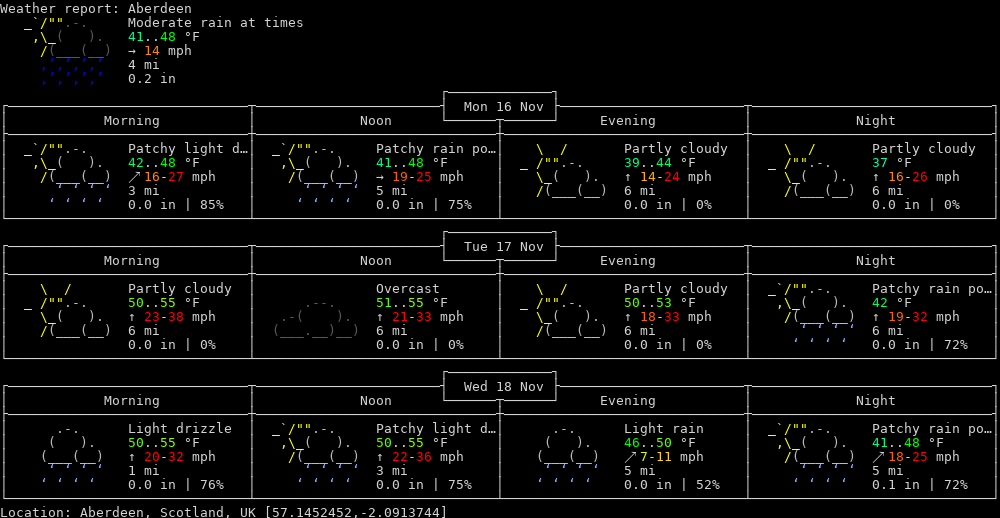 Weather report: Aberdeen
Moderate rain at times
41..48 °F
→ 14 mph
4 mi
0.2 in
Mon 16 Nov
Morning Noon Evening Night
Patchy light d… Patchy rain po… Partly cloudy Partly cloudy
42..48 °F 41..48 °F 39..44 °F 37 °F
↗ 16-27 mph → 19-25 mph ↑ 14-24 mph ↑ 16-26 mph
3 mi 5 mi 6 mi 6 mi
0.0 in | 85% 0.0 in | 75% 0.0 in | 0% 0.0 in | 0%
Tue 17 Nov
Morning Noon Evening Night
Partly cloudy Overcast Partly cloudy Patchy rain po…
50..55 °F 51..55 °F 50..53 °F 42 °F
↑ 23-38 mph ↑ 21-33 mph ↑ 18-33 mph ↑ 19-32 mph
6 mi 6 mi 6 mi 6 mi
0.0 in | 0% 0.0 in | 0% 0.0 in | 0% 0.0 in | 72%
Wed 18 Nov
Morning Noon Evening Night
Light drizzle Patchy light d… Light rain Patchy rain po…
50..55 °F 50..55 °F 46..50 °F 41..48 °F
↑ 20-32 mph ↑ 22-36 mph ↗ 7-11 mph ↗ 18-25 mph
1 mi 3 mi 5 mi 5 mi
0.0 in | 76% 0.0 in | 75% 0.0 in | 52% 0.1 in | 72%
Location: Aberdeen, Scotland, UK [57.1452452,-2.0913744]